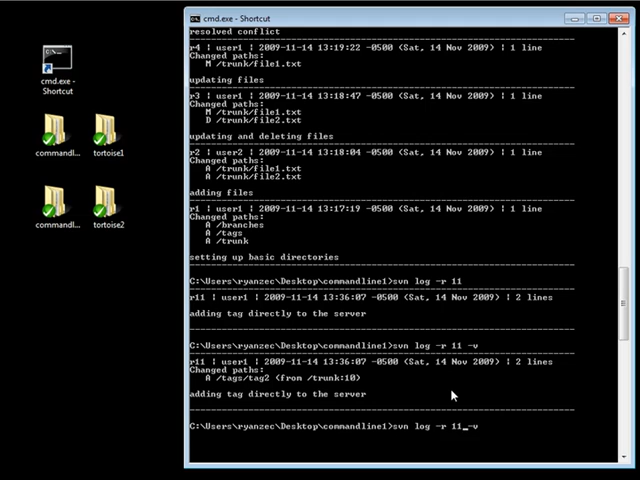 cmd.exe - Shortcut
cmd.exe -
Shortcut
commandl...
tortoise1
commandl...
tortoise2
resolved conflict
------------------------------------------------------------------------
r4 | user1 | 2009-11-14 13:19:22 -0500 (Sat, 14 Nov 2009) | 1 line
Changed paths:
M /trunk/file1.txt
updating files
------------------------------------------------------------------------
r3 | user1 | 2009-11-14 13:18:47 -0500 (Sat, 14 Nov 2009) | 1 line
Changed paths:
M /trunk/file1.txt
D /trunk/file2.txt
updating and deleting files
------------------------------------------------------------------------
r2 | user2 | 2009-11-14 13:18:04 -0500 (Sat, 14 Nov 2009) | 1 line
Changed paths:
A /trunk/file1.txt
A /trunk/file2.txt
adding files
------------------------------------------------------------------------
r1 | user1 | 2009-11-14 13:17:19 -0500 (Sat, 14 Nov 2009) | 1 line
Changed paths:
A /branches
A /tags
A /trunk
setting up basic directories
------------------------------------------------------------------------
C:\Users\ryanzec\Desktop\commandline1>svn log -r 11
------------------------------------------------------------------------
r11 | user1 | 2009-11-14 13:36:07 -0500 (Sat, 14 Nov 2009) | 2 lines
adding tag directly to the server
------------------------------------------------------------------------
C:\Users\ryanzec\Desktop\commandline1>svn log -r 11 -v
------------------------------------------------------------------------
r11 | user1 | 2009-11-14 13:36:07 -0500 (Sat, 14 Nov 2009) | 2 lines
Changed paths:
A /tags/tag2 (from /trunk:10)
adding tag directly to the server
------------------------------------------------------------------------
C:\Users\ryanzec\Desktop\commandline1>svn log -r 11 -v